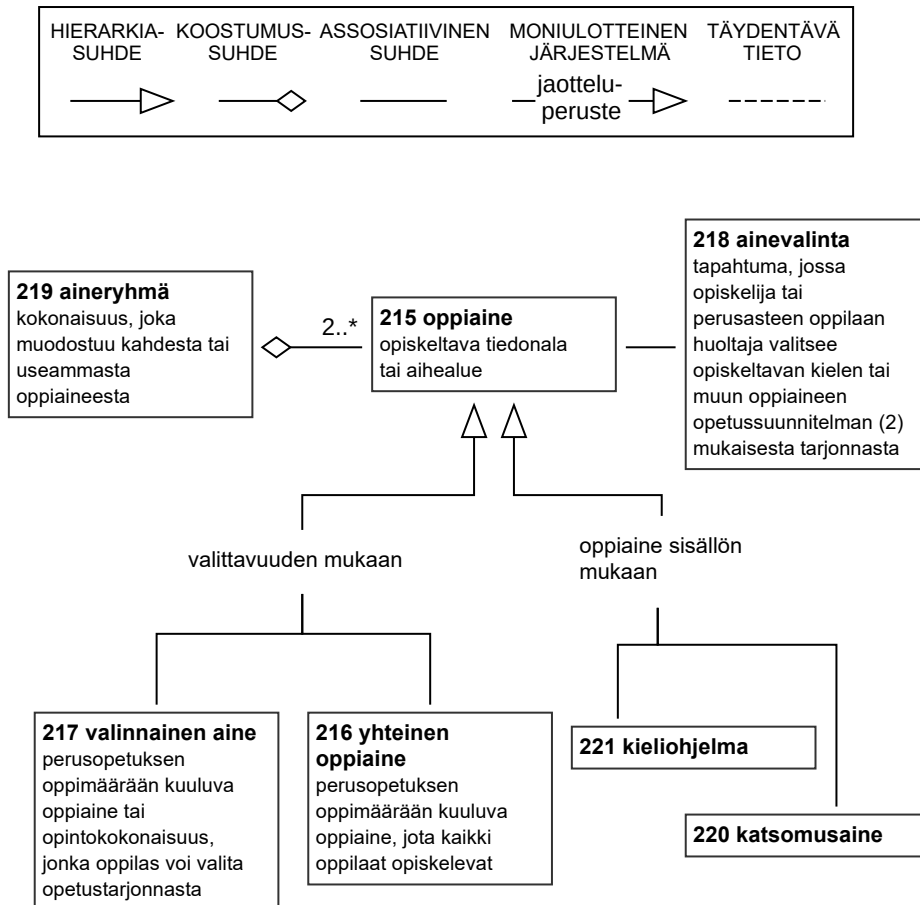 HIERARKIA-
SUHDE
KOOSTUMUS-
SUHDE
ASSOSIATIIVINEN
SUHDE
MONIULOTTEINEN
JÄRJESTELMÄ
TÄYDENTÄVÄ
TIETO
jaottelu-
peruste
219 aineryhmä
kokonaisuus, joka
muodostuu kahdesta tai
useammasta
oppiaineesta
2..*
215 oppiaine
opiskeltava tiedonala
tai aihealue
218 ainevalinta
tapahtuma, jossa
opiskelija tai
perusasteen oppilaan
huoltaja valitsee
opiskeltavan kielen tai
muun oppiaineen
opetussuunnitelman (2)
mukaisesta tarjonnasta
valittavuuden mukaan
oppiaine sisällön
mukaan
217 valinnainen aine
perusopetuksen
oppimäärään kuuluva
oppiaine tai
opintokokonaisuus,
jonka oppilas voi valita
opetustarjonnasta
216 yhteinen
oppiaine
perusopetuksen
oppimäärään kuuluva
oppiaine, jota kaikki
oppilaat opiskelevat
221 kieliohjelma
220 katsomusaine